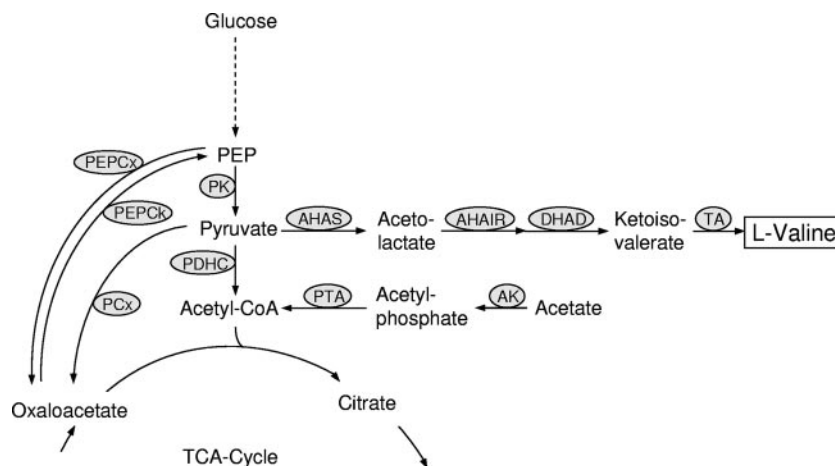 Glucose
PEPCx
PEP
PK
PEPCk
Pyruvate
AHAS
Aceto-
lactate
AHAIR
DHAD
Ketoiso-
valerate
TA
L-Valine
PDHC
PCx
Acetyl-CoA
PTA
Acetyl-
phosphate
AK
Acetate
Oxaloacetate
Citrate
TCA-Cycle